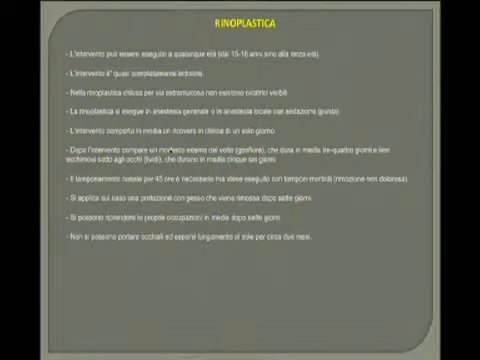 RINOPLASTICA
- L'intervento può essere eseguito a qualunque età (dai 15-16 anni sino alla terza età).
- L'intervento è' quasi completamente indolore.
- Nella rinoplastica chiusa per via extramucosa non esistono cicatrici visibili
- La rinoplastica si esegue in anestesia generale o in anestesia locale con sedazione
- L'intervento comporta in media un ricovero in clinica di un solo giorno.
- Dopo l'intervento compare un modesto edema del volto (gonfiore), che dura in media tre-quattro giorni e lievi
ecchimosi sotto agli occhi (lividi), che durano in media cinque sei giorni
- Il tamponamento nasale per 48 ore è necessario ma viene eseguito con tamponi morbidi (rimozione non dolorosa).
- Si applica sul naso una protezione con gesso che viene rimossa dopo sette giorni.
- Si possono riprendere le proprie occupazioni in media dopo sette giorni.
- Non si possono portare occhiali ed esporsi lungamente al sole per circa due mesi.